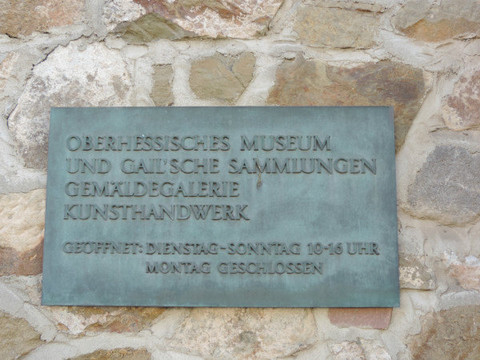 OBERHESSISCHES MUSEUM
UND GAIL'SCHE SAMMLUNGEN
GEMÄLDEGALERIE
KUNSTHANDWERK
GEÖFFNET: DIENSTAG-SONNTAG 10-16 UHR
MONTAG GESCHLOSSEN